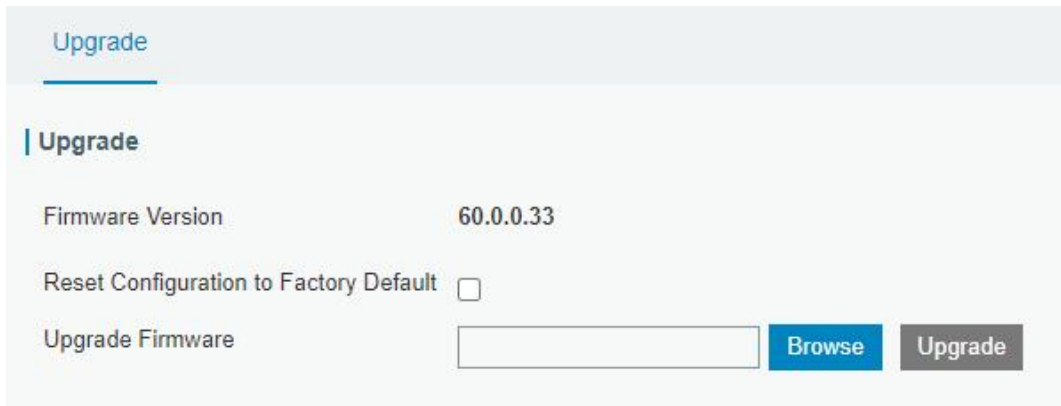 Upgrade
Upgrade
Firmware Version 60.0.0.33
Reset Configuration to Factory Default
Upgrade Firmware Browse Upgrade